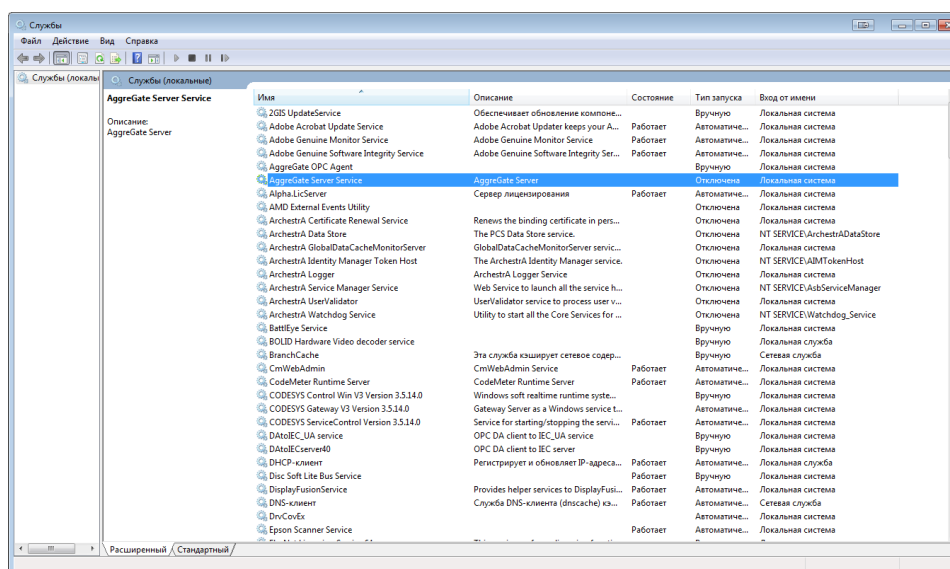 Службы
Файл Действие Вид Справка
Службы (локалы
Службы (локальные)
AggreGate Server Service
Описание:
AggreGate Server
Имя Описание Состояние Тип запуска Вход от имени
2GIS UpdateService Обеспечивает обновление компоне... Вручную Локальная система
Adobe Acrobat Update Service Adobe Acrobat Updater keeps your A... Работает Автоматиче... Локальная система
Adobe Genuine Monitor Service Adobe Genuine Monitor Service Работает Автоматиче... Локальная система
Adobe Genuine Software Integrity Service Adobe Genuine Software Integrity Ser... Работает Автоматиче... Локальная система
AggreGate OPC Agent Вручную Локальная система
AggreGate Server Service AggreGate Server Отключена Локальная система
Alpha.LicServer Сервер лицензирования Работает Автоматиче... Локальная система
AMD External Events Utility Отключена Локальная система
ArchestrA Certificate Renewal Service Renews the binding certificate in pers... Отключена Локальная система
ArchestrA Data Store The PCS Data Store service. Отключена NT SERVICE\ArchestrADataStore
ArchestrA GlobalDataCacheMonitorServer GlobalDataCacheMonitorServer servic... Отключена Локальная система
ArchestrA Identity Manager Token Host The ArchestrA Identity Manager service. Отключена NT SERVICE\AIMTokenHost
ArchestrA Logger ArchestrA Logger Service Отключена Локальная система
ArchestrA Service Manager Service Web Service to launch all the service h... Отключена NT SERVICE\AsbServiceManager
ArchestrA UserValidator UserValidator service to process user v... Отключена Локальная система
ArchestrA Watchdog Service Utility to start all the Core Services for ... Отключена NT SERVICE\Watchdog_Service
BattlEye Service Вручную Локальная система
BOLID Hardware Video decoder service Вручную Локальная служба
BranchCache Эта служба кэширует сетевое содер... Вручную Сетевая служба
CmWebAdmin CmWebAdmin Service Работает Автоматиче... Локальная система
CodeMeter Runtime Server CodeMeter Runtime Server Работает Автоматиче... Локальная система
CODESYS Control Win V3 Version 3.5.14.0 Windows soft realtime runtime syste... Вручную Локальная система
CODESYS Gateway V3 Version 3.5.14.0 Gateway Server as a Windows service t... Автоматиче... Локальная система
CODESYS ServiceControl Version 3.5.14.0 Service for starting/stopping the servi... Работает Автоматиче... Локальная система
DAtoIEC_UA service OPC DA client to IEC_UA service Вручную Локальная система
DAtoIECserver40 OPC DA client to IEC server Вручную Локальная система
DHCP-клиент Регистрирует и обновляет IP-адреса... Работает Автоматиче... Локальная служба
Disc Soft Lite Bus Service Работает Вручную Локальная система
DisplayFusionService Provides helper services to DisplayFusi... Работает Автоматиче... Локальная система
DNS-клиент Служба DNS-клиента (dnscache) кэ... Работает Автоматиче... Сетевая служба
DrvCovEx Автоматиче... Локальная система
Epson Scanner Service Работает Автоматиче... Локальная система
Расширенный Стандартный